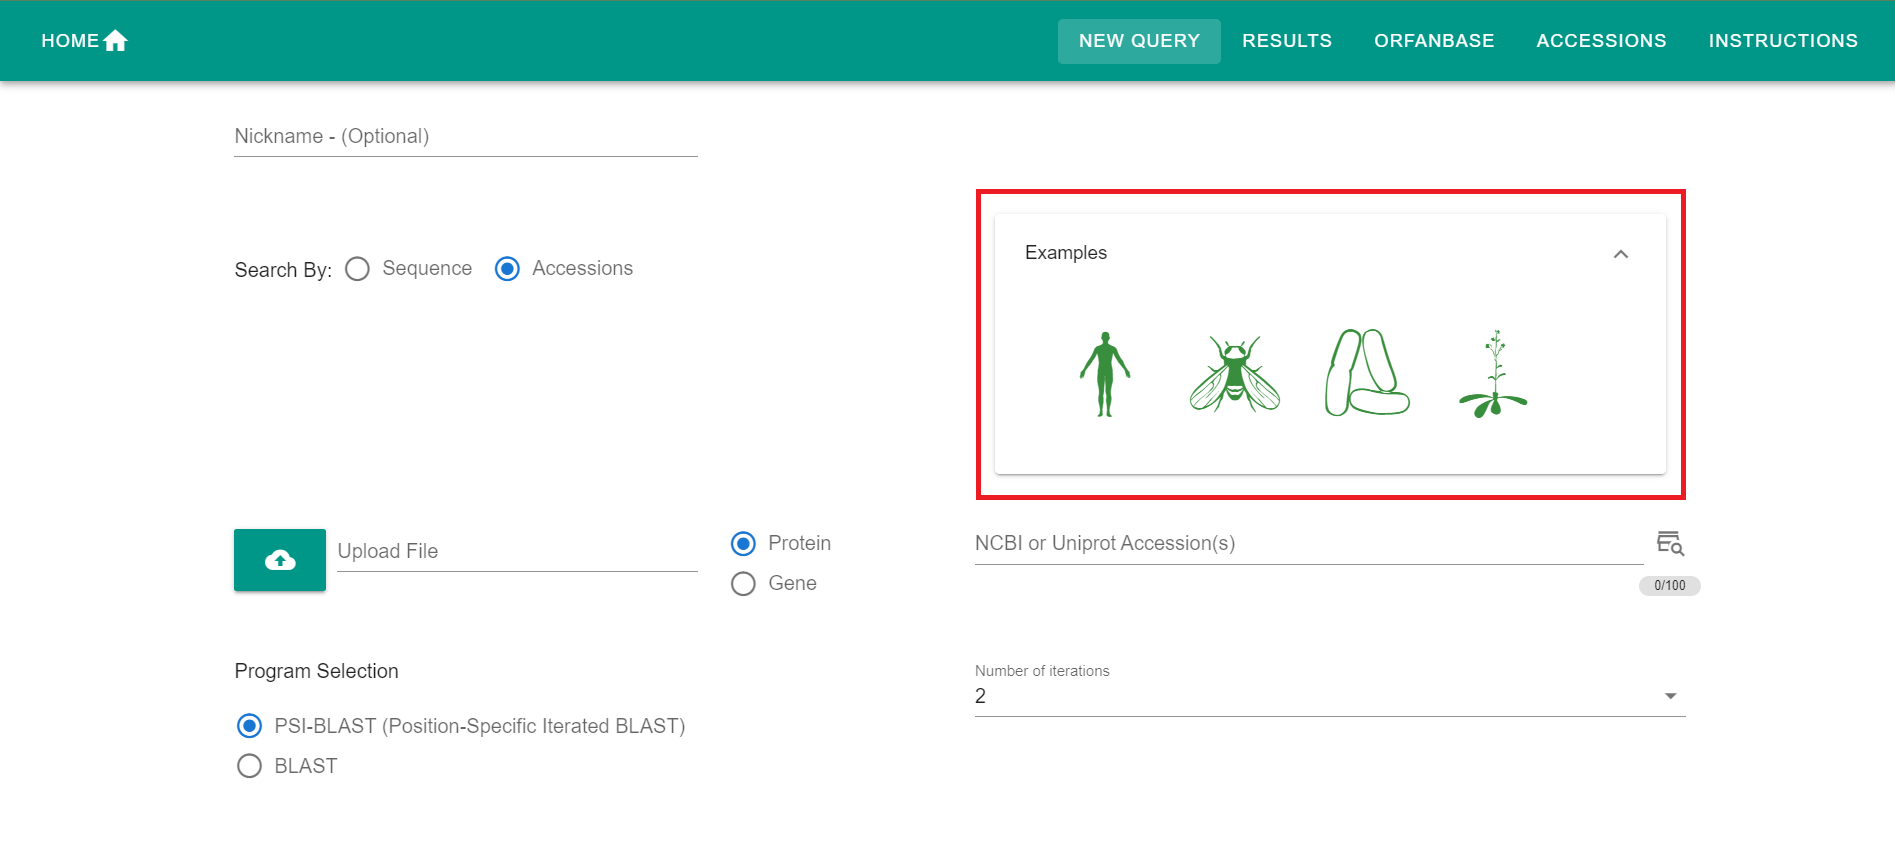 HOME NEW QUERY RESULTS ORFANBASE ACCESSIONS INSTRUCTIONS
Nickname - (Optional)
Search By: Sequence Accessions
Examples
Upload File
Protein
Gene
NCBI or Uniprot Accession(s)
0/100
Program Selection
PSI-BLAST (Position-Specific Iterated BLAST)
BLAST
Number of iterations
2